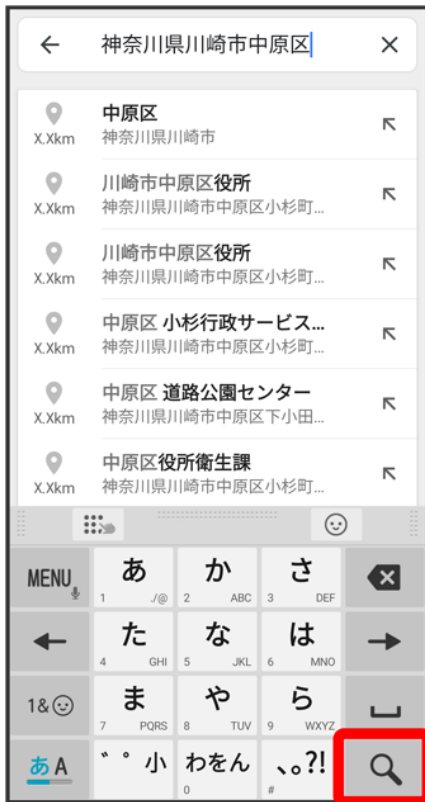 神奈川県川崎市中原区
中原区
X.Xkm 神奈川県川崎市
川崎市中原区役所
X.Xkm 神奈川県川崎市中原区小杉町...
川崎市中原区役所
X.Xkm 神奈川県川崎市中原区小杉町...
中原区 小杉行政サービス...
X.Xkm 神奈川県川崎市中原区小杉町...
中原区 道路公園センター
X.Xkm 神奈川県川崎市中原区下小田...
中原区役所衛生課
X.Xkm 神奈川県川崎市中原区小杉町...
MENU あ か さ
1 ./@ 2 ABC 3 DEF
た な は
4 GHI 5 JKL 6 MNO
1& ま や ら
7 PQRS 8 TUV 9 WXYZ
あA ゛゜小 わをん 、。?!
0 #